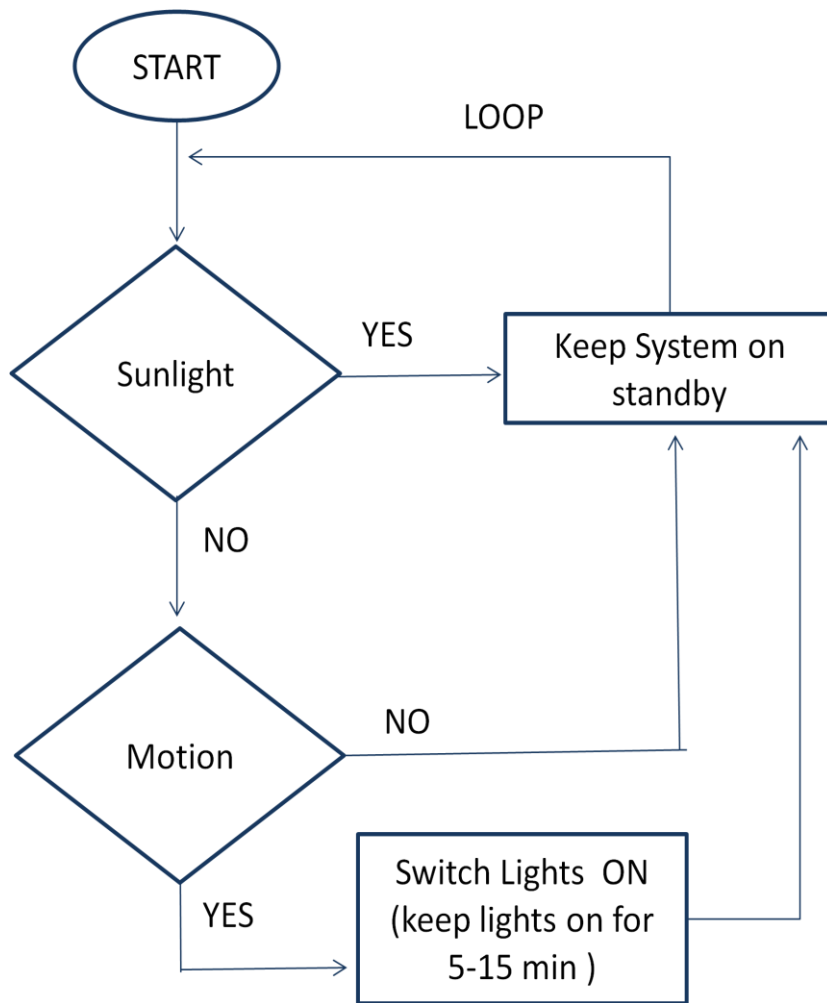 START
LOOP
Sunlight
YES
Keep System on
standby
NO
Motion
NO
YES
Switch Lights  ON
(keep lights on for
5-15 min )